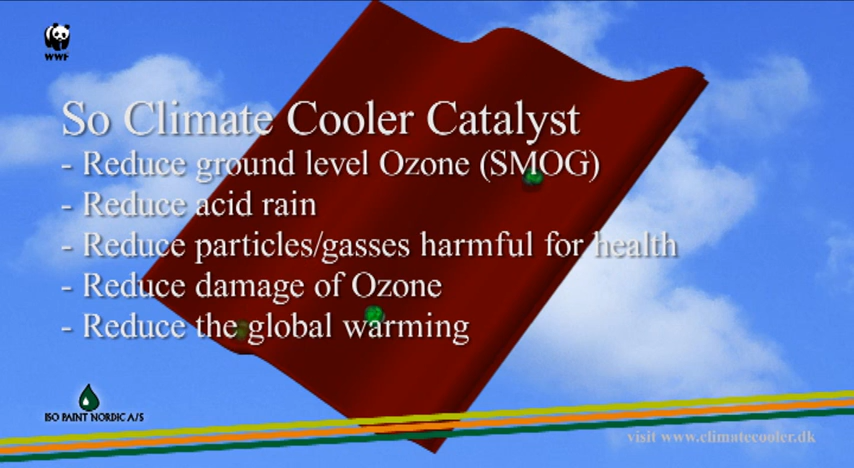 WWF
So Climate Cooler Catalyst
- Reduce ground level Ozone (SMOG)
- Reduce acid rain
- Reduce particles/gasses harmful for health
- Reduce damage of Ozone
- Reduce the global warming
ISO PAINT NORDIC A/S
visit www.climatecooler.dk